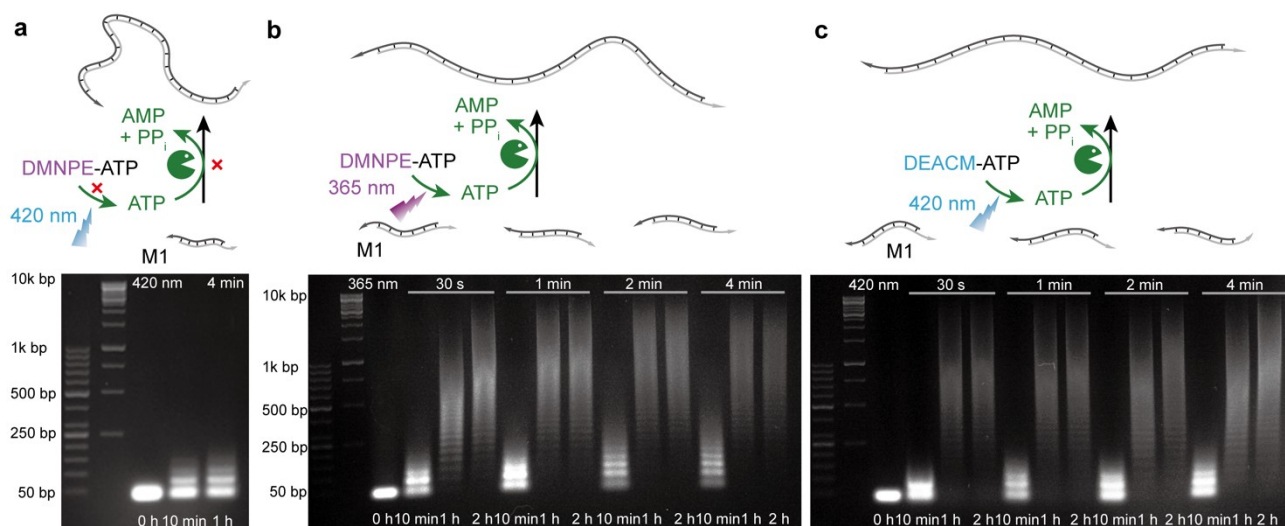 a
AMP
+ PPi
DMNPE-ATP
420 nm
ATP
M1
10k bp
1k bp
500 bp
250 bp
50 bp
420 nm 4 min
0 h 10 min 1 h
b
AMP
+ PPi
DMNPE-ATP
365 nm
ATP
M1
10k bp
1k bp
500 bp
250 bp
50 bp
365 nm 30 s 1 min 2 min 4 min
0 h 10 min 1 h 2 h 10 min 1 h 2 h 10 min 1 h 2 h 10 min 1 h 2 h
c
AMP
+ PPi
DEACM-ATP
420 nm
ATP
M1
420 nm 30 s 1 min 2 min 4 min
0 h 10 min 1 h 2 h 10 min 1 h 2 h 10 min 1 h 2 h 10 min 1 h 2 h